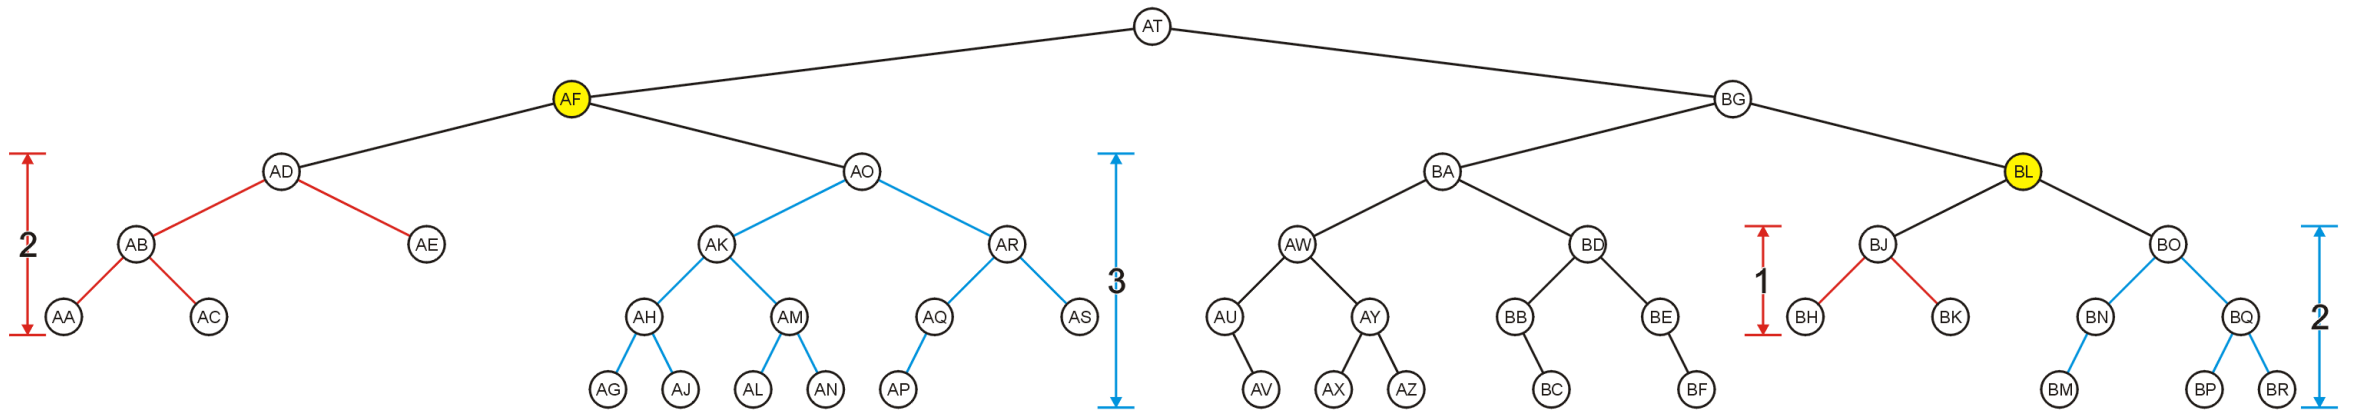 AT
AF BG
AD AO BA BL
2 AB AE AK AR AW BD 1 BJ BO
AA AC AH AM AQ AS 3 AU AY BB BE BH BK BN BQ 2
AG AJ AL AN AP AV AX AZ BC BF BM BP BR